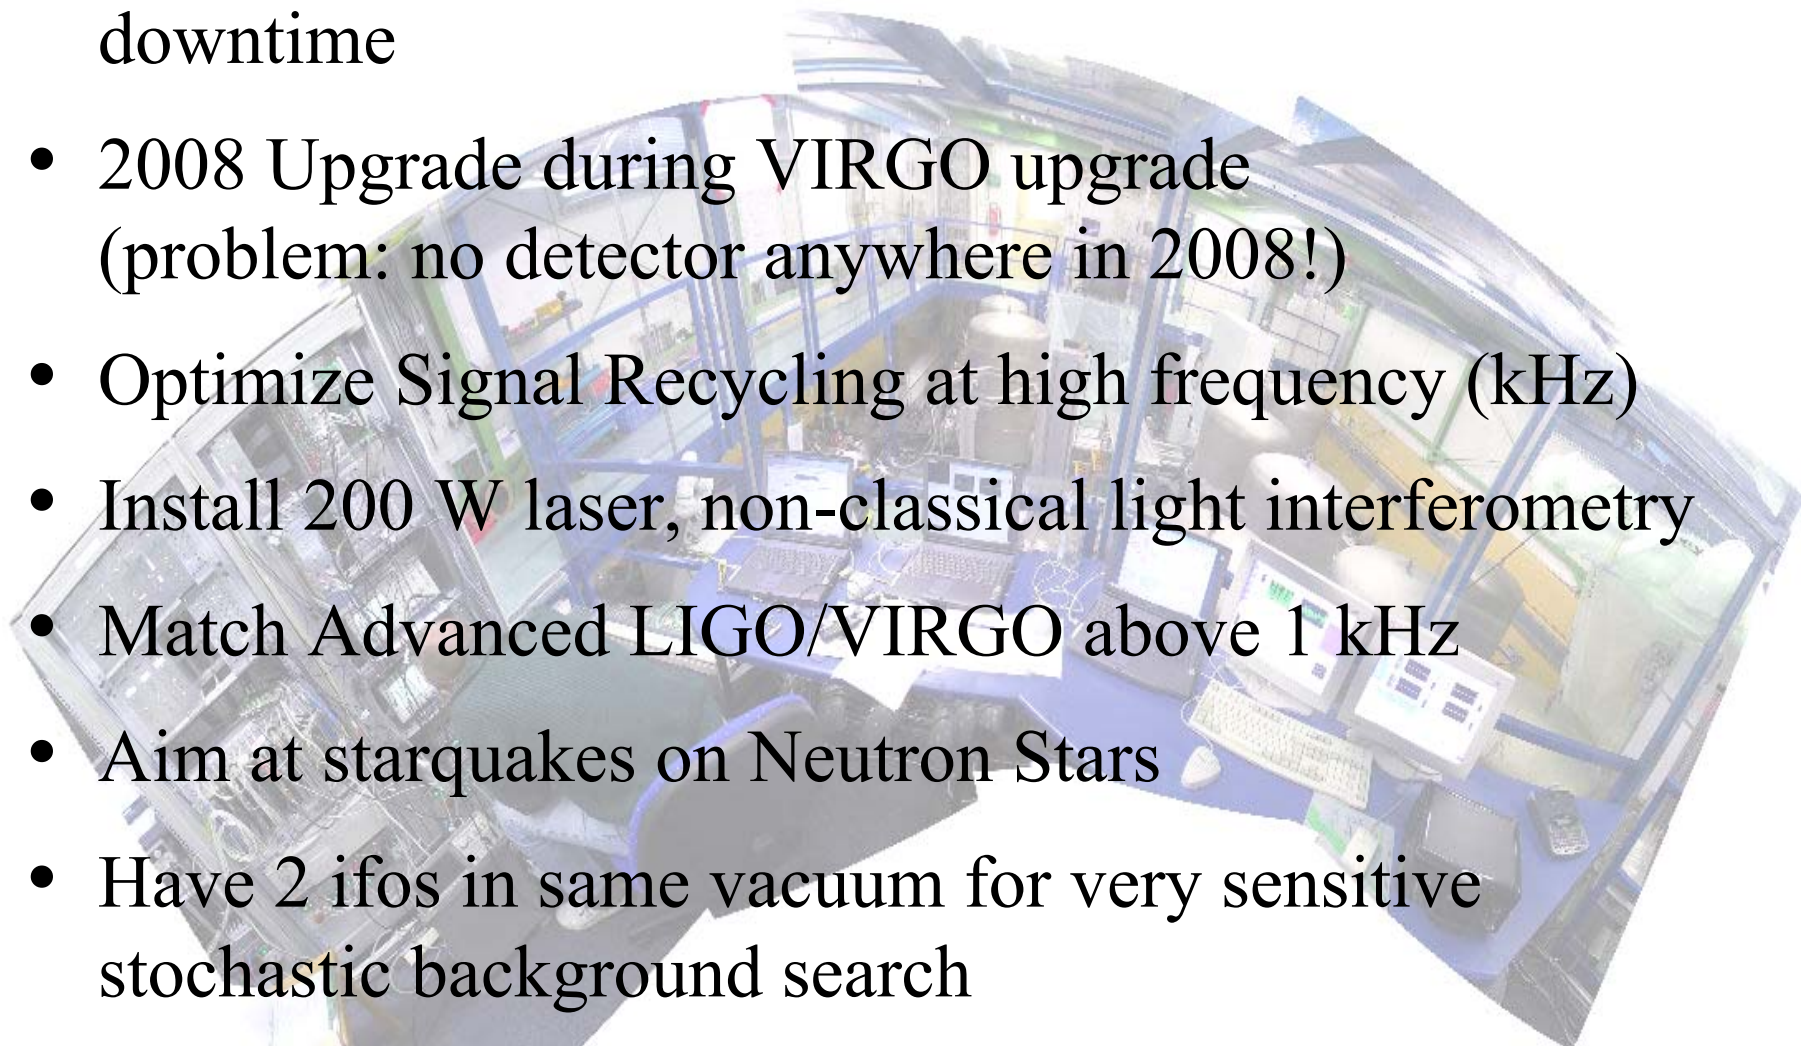 downtime
• 2008 Upgrade during VIRGO upgrade
(problem: no detector anywhere in 2008!)
• Optimize Signal Recycling at high frequency (kHz)
• Install 200 W laser, non-classical light interferometry
• Match Advanced LIGO/VIRGO above 1 kHz
• Aim at starquakes on Neutron Stars
• Have 2 ifos in same vacuum for very sensitive
stochastic background search